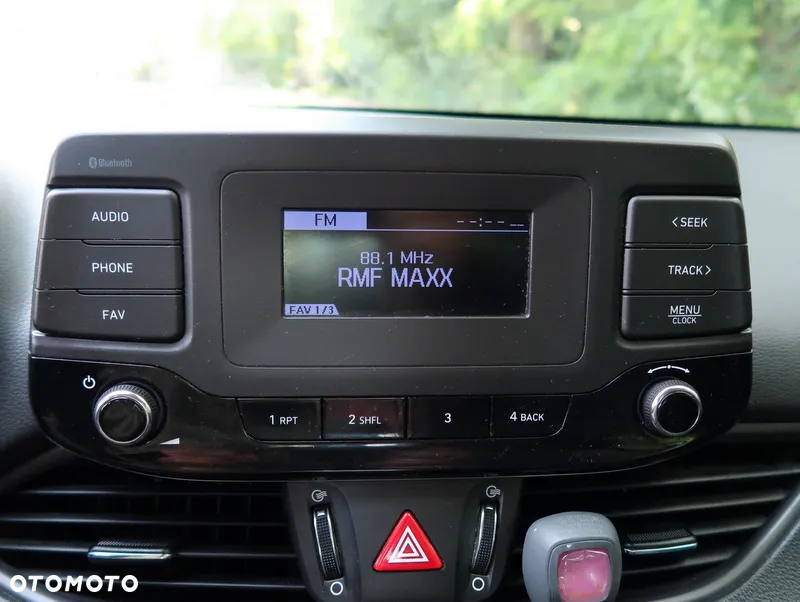 Bluetooth
AUDIO
PHONE
FAV
FM --:-- __
88.1 MHz
RMF MAXX
FAV 1/3
<SEEK
TRACK>
MENU
CLOCK
1 RPT
2 SHFL
3
4 BACK
OTOMOTO